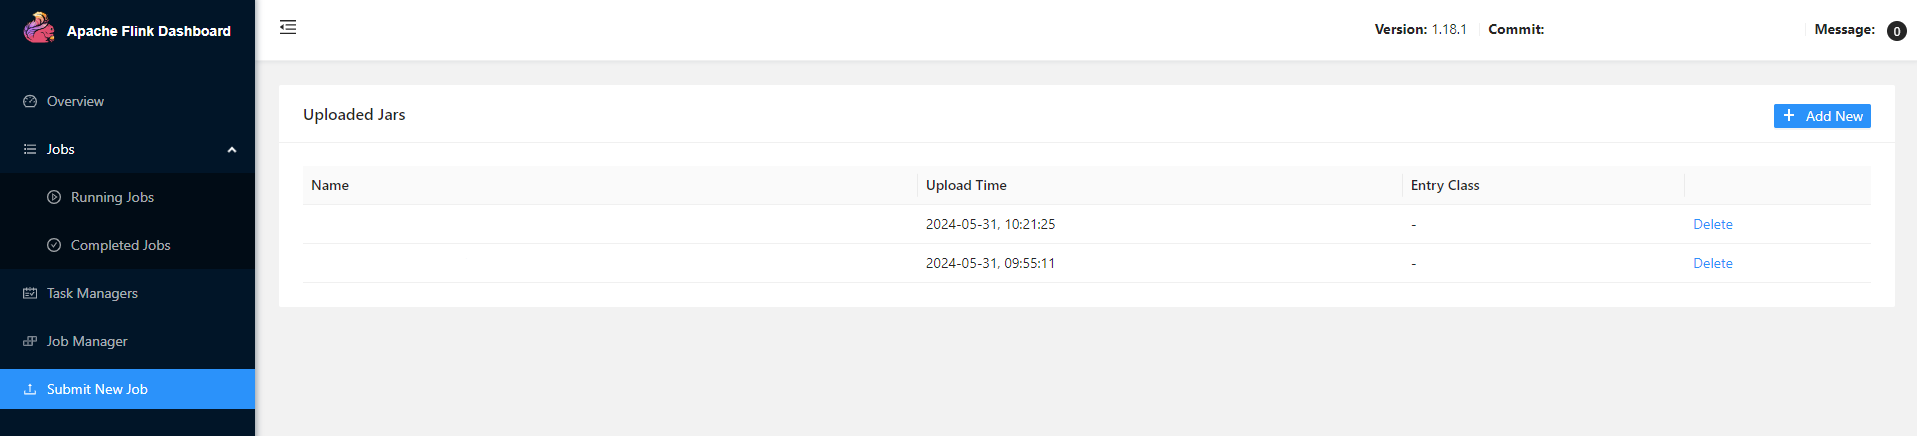 Apache Flink Dashboard
Version: 1.18.1 Commit: Message: 0
Overview
Jobs
Running Jobs
Completed Jobs
Task Managers
Job Manager
Submit New Job
Uploaded Jars
Add New
Name Upload Time Entry Class
2024-05-31, 10:21:25 - Delete
2024-05-31, 09:55:11 - Delete